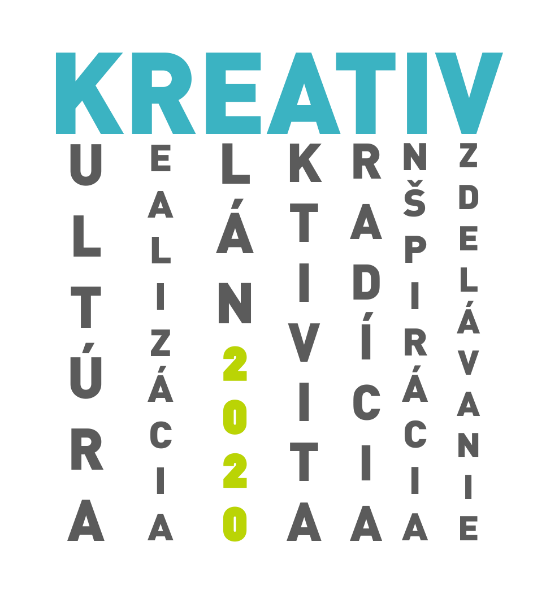 KREATIV
ULTÚRA
EALIZÁCIA
LÁN2020
KTIVITA
RADÍCIA
NŠPIRÁCIA
ZDELÁVANIE